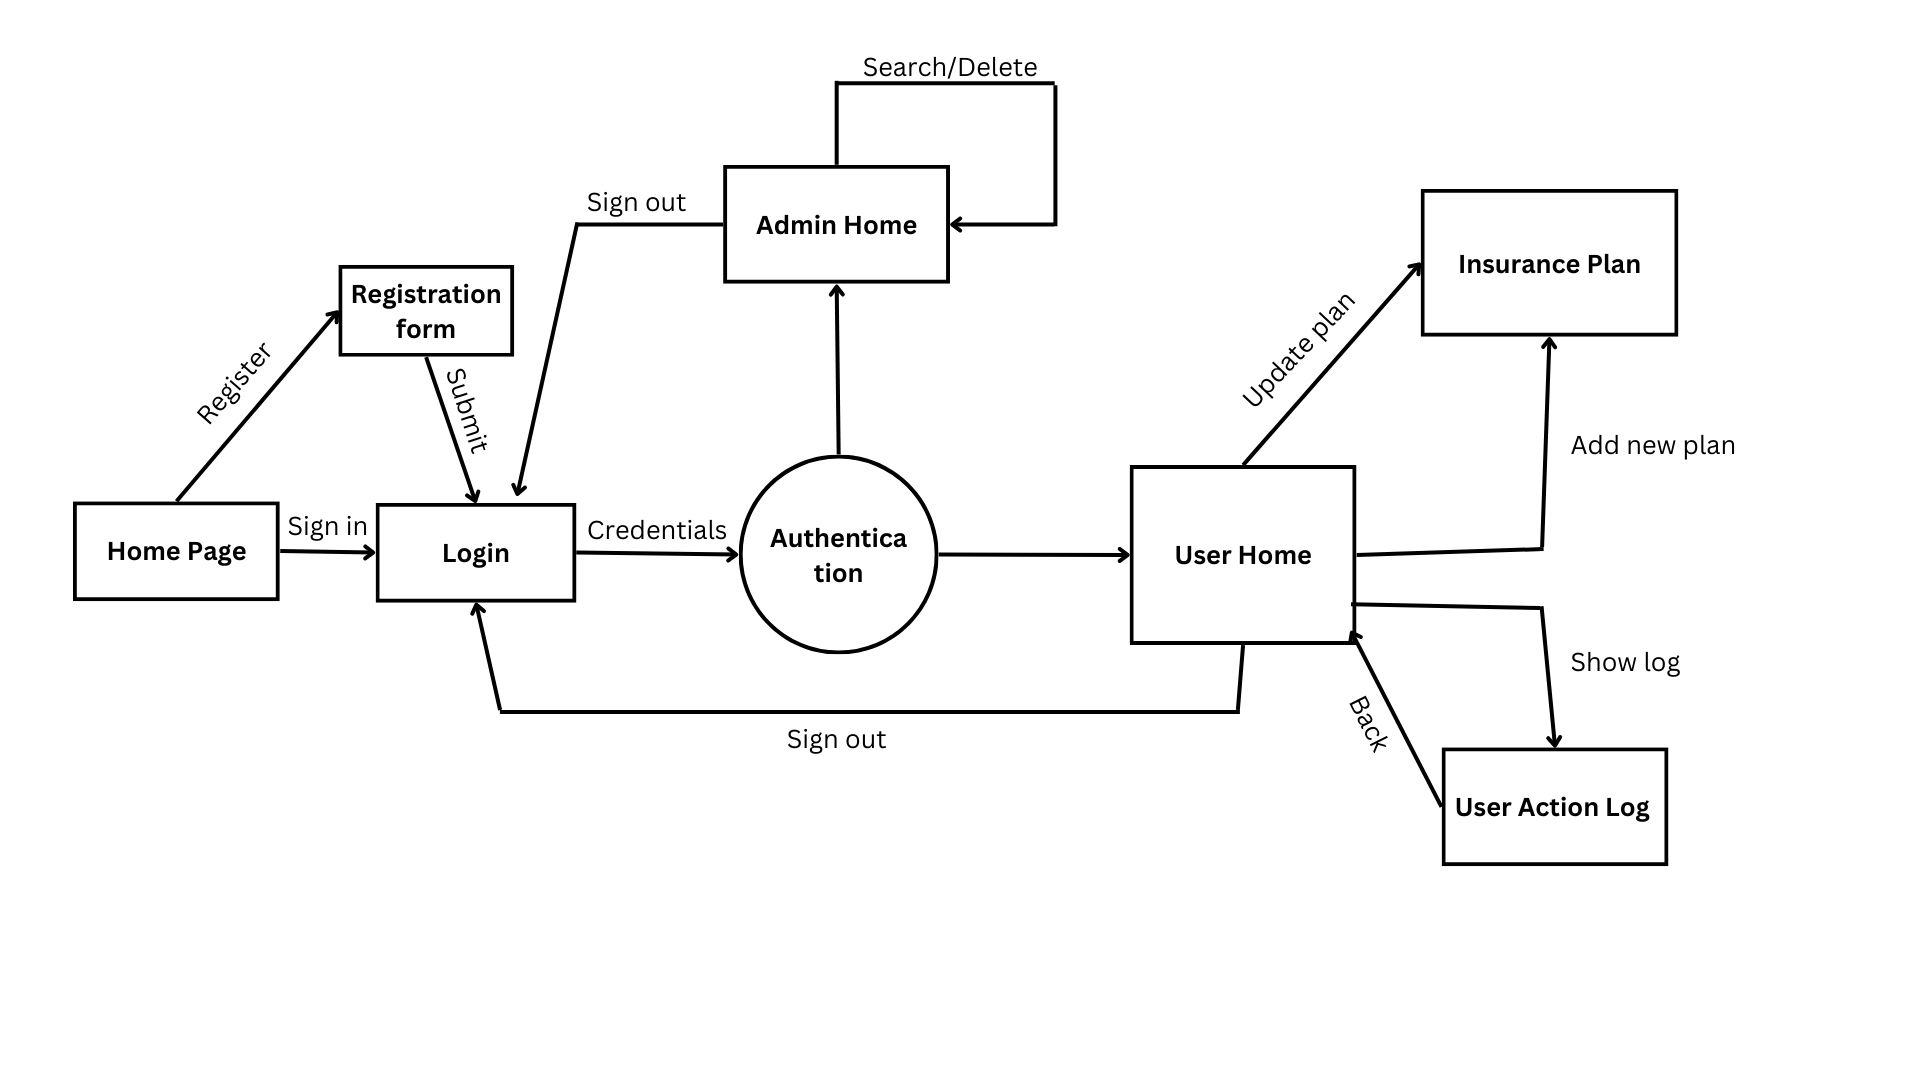 Search/Delete
Sign out
Admin Home
Insurance Plan
Registration
form
Update plan
Register
Submit
Add new plan
Sign in
Credentials
Home Page
Login
Authentica
tion
User Home
Show log
Back
Sign out
User Action Log